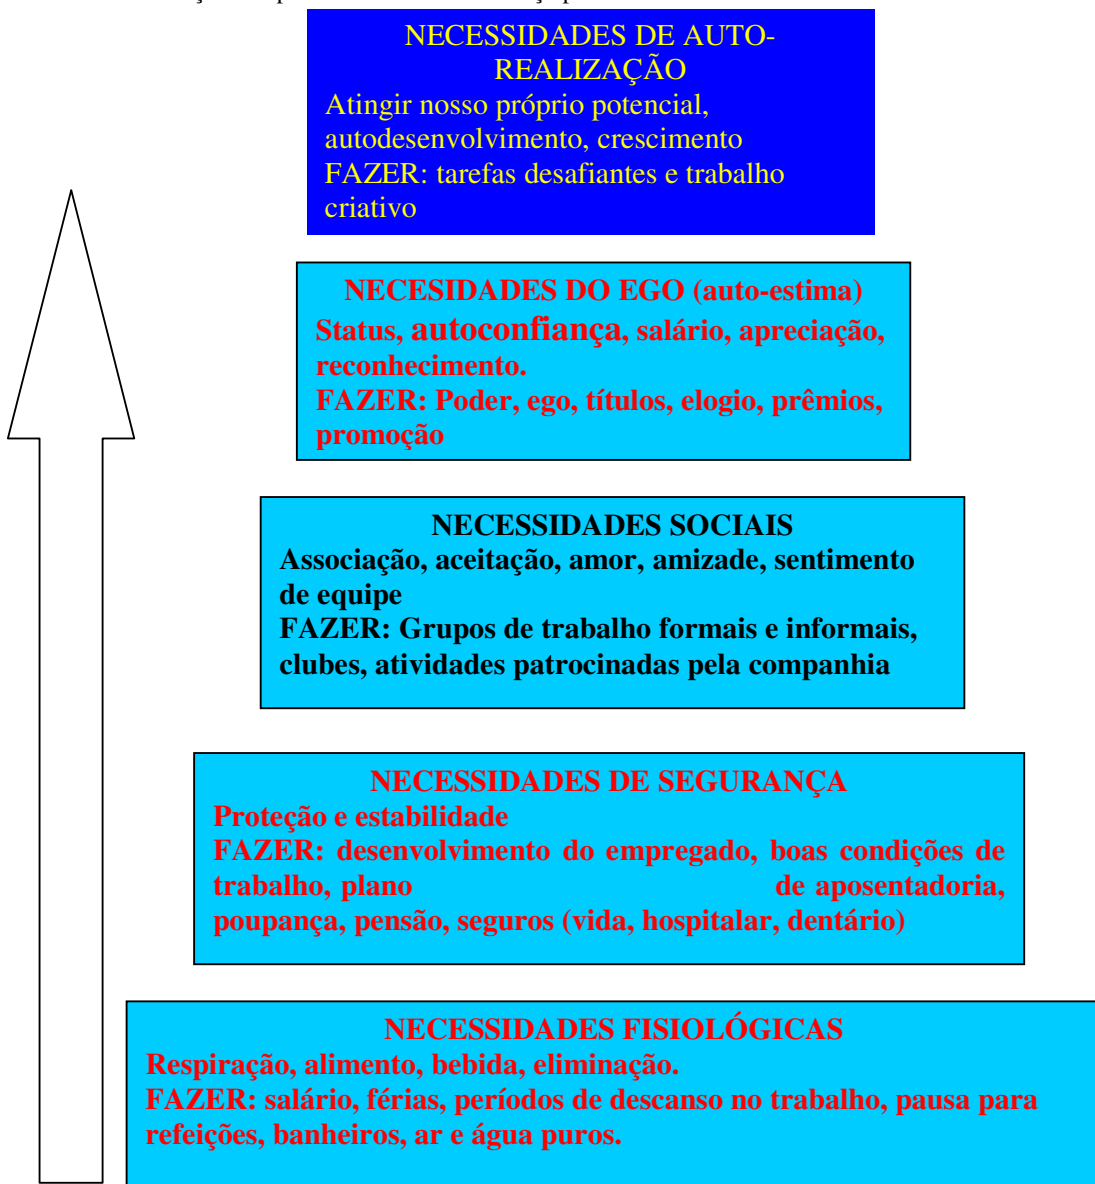 NECESSIDADES DE AUTO-
REALIZAÇÃO
Atingir nosso próprio potencial,
autodesenvolvimento, crescimento
FAZER: tarefas desafiantes e trabalho
criativo
NECESIDADES DO EGO (auto-estima)
Status, autoconfiança, salário, apreciação,
reconhecimento.
FAZER: Poder, ego, títulos, elogio, prêmios,
promoção
NECESSIDADES SOCIAIS
Associação, aceitação, amor, amizade, sentimento
de equipe
FAZER: Grupos de trabalho formais e informais,
clubes, atividades patrocinadas pela companhia
NECESSIDADES DE SEGURANÇA
Proteção e estabilidade
FAZER: desenvolvimento do empregado, boas condições de
trabalho, plano de aposentadoria,
poupança, pensão, seguros (vida, hospitalar, dentário)
NECESSIDADES FISIOLÓGICAS
Respiração, alimento, bebida, eliminação.
FAZER: salário, férias, períodos de descanso no trabalho, pausa para
refeições, banheiros, ar e água puros.